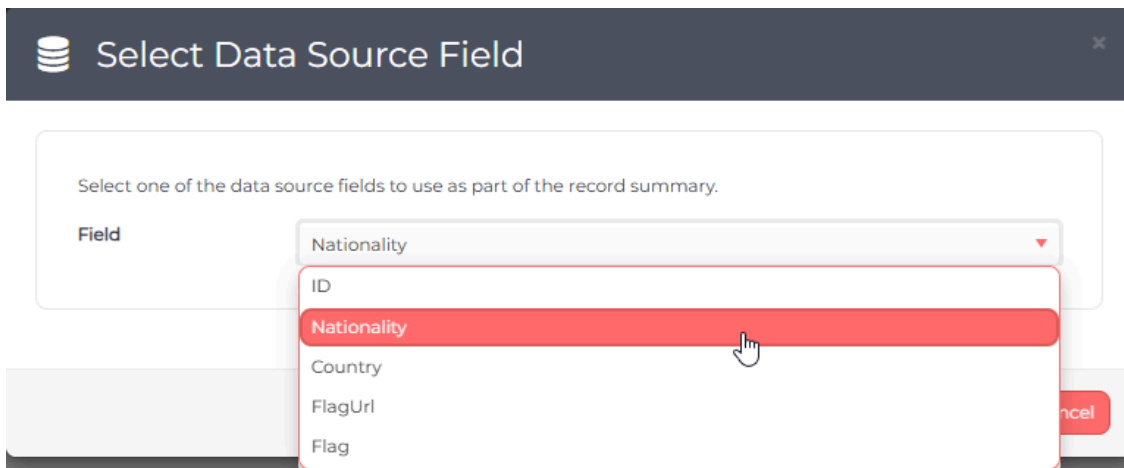 Select Data Source Field
Select one of the data source fields to use as part of the record summary.
Field
Nationality
ID
Nationality
Country
FlagUrl
Flag